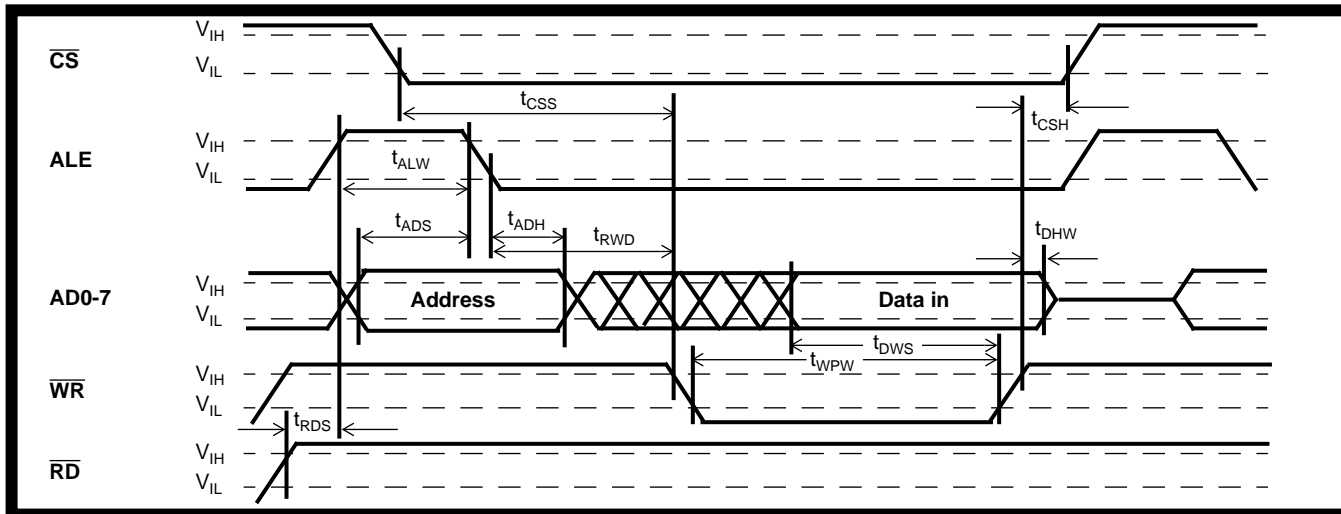 V_IH
CS
V_IL
t_CSS
t_CSH
V_IH
ALE
V_IL
t_ALW
t_ADS t_ADH
t_RWD t_DHW
V_IH
AD0-7 Address Data in
V_IL
t_DWS
t_WPW
V_IH
WR
V_IL
t_RDS
V_IH
RD
V_IL